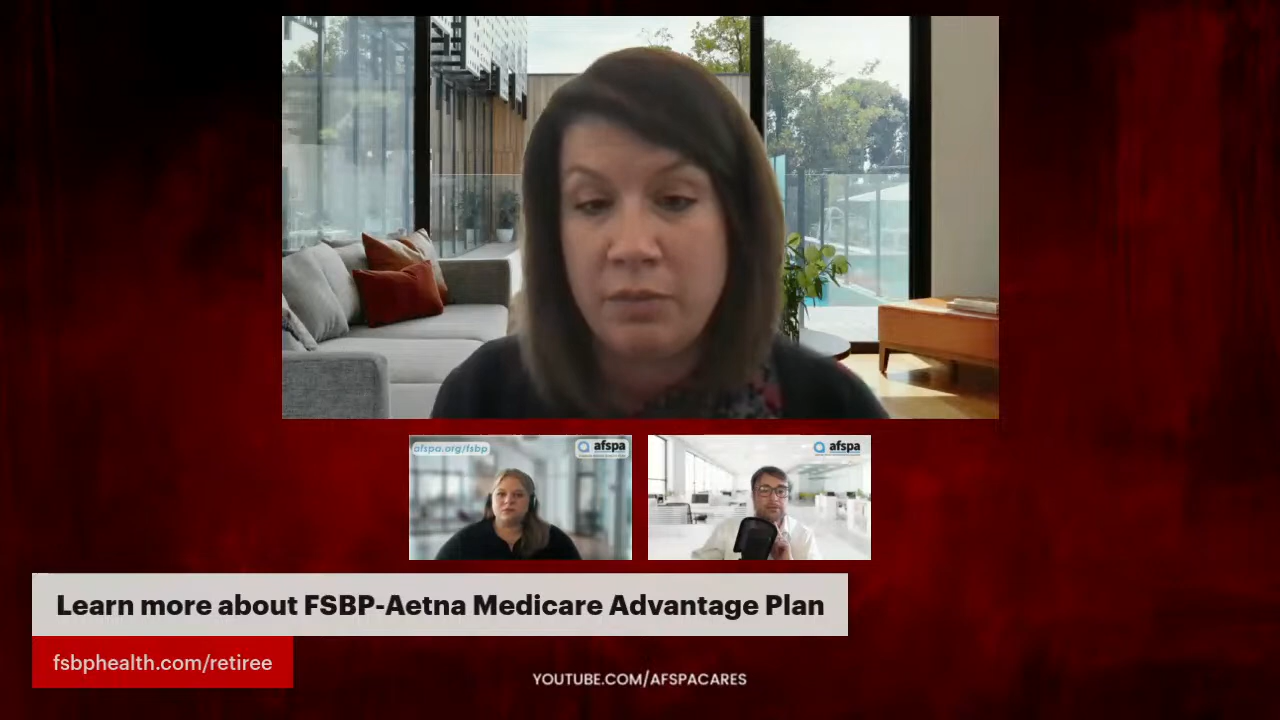 afspa.org/fsbp
afspa
afspa
Learn more about FSBP-Aetna Medicare Advantage Plan
fsbphealth.com/retiree
YOUTUBE.COM/AFSPACARES